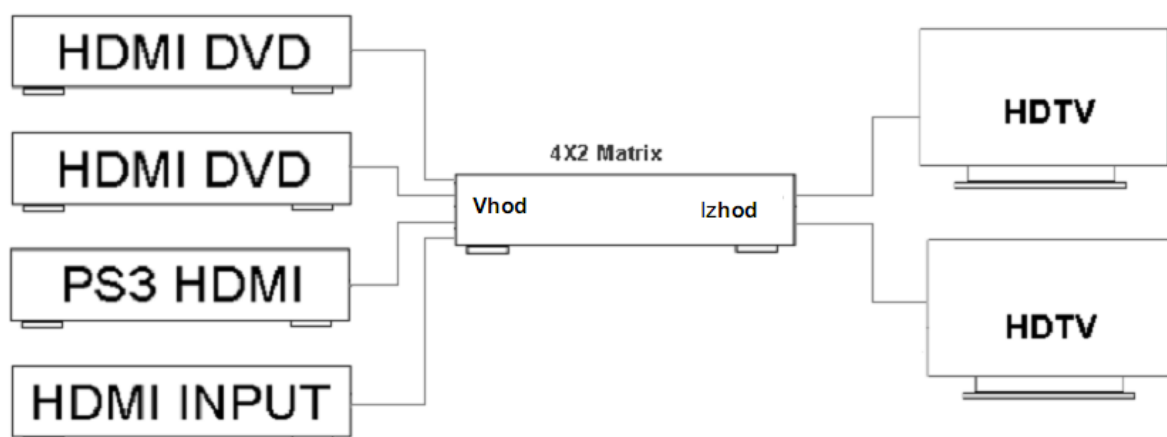 HDMI DVD
HDMI DVD
PS3 HDMI
HDMI INPUT
4X2 Matrix
Vhod
Izhod
HDTV
HDTV